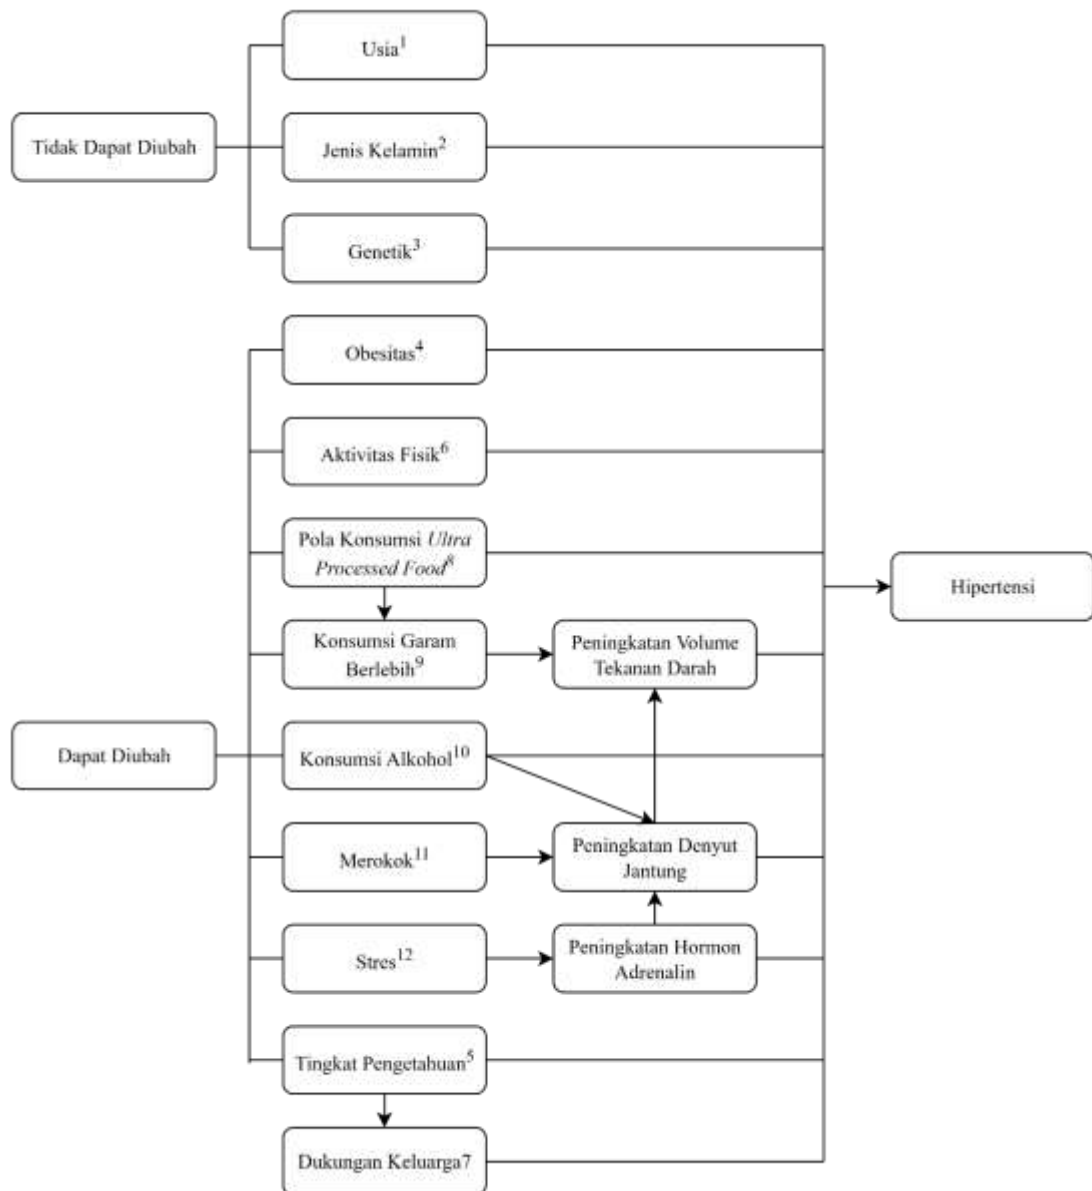 Usia¹
Tidak Dapat Diubah
Jenis Kelamin²
Genetik³
Obesitas⁴
Aktivitas Fisik⁶
Pola Konsumsi Ultra
Processed Food⁸
Hipertensi
Konsumsi Garam
Berlebih⁹
Peningkatan Volume
Tekanan Darah
Dapat Diubah
Konsumsi Alkohol¹⁰
Merokok¹¹
Peningkatan Denyut
Jantung
Stres¹²
Peningkatan Hormon
Adrenalin
Tingkat Pengetahuan⁵
Dukungan Keluarga7